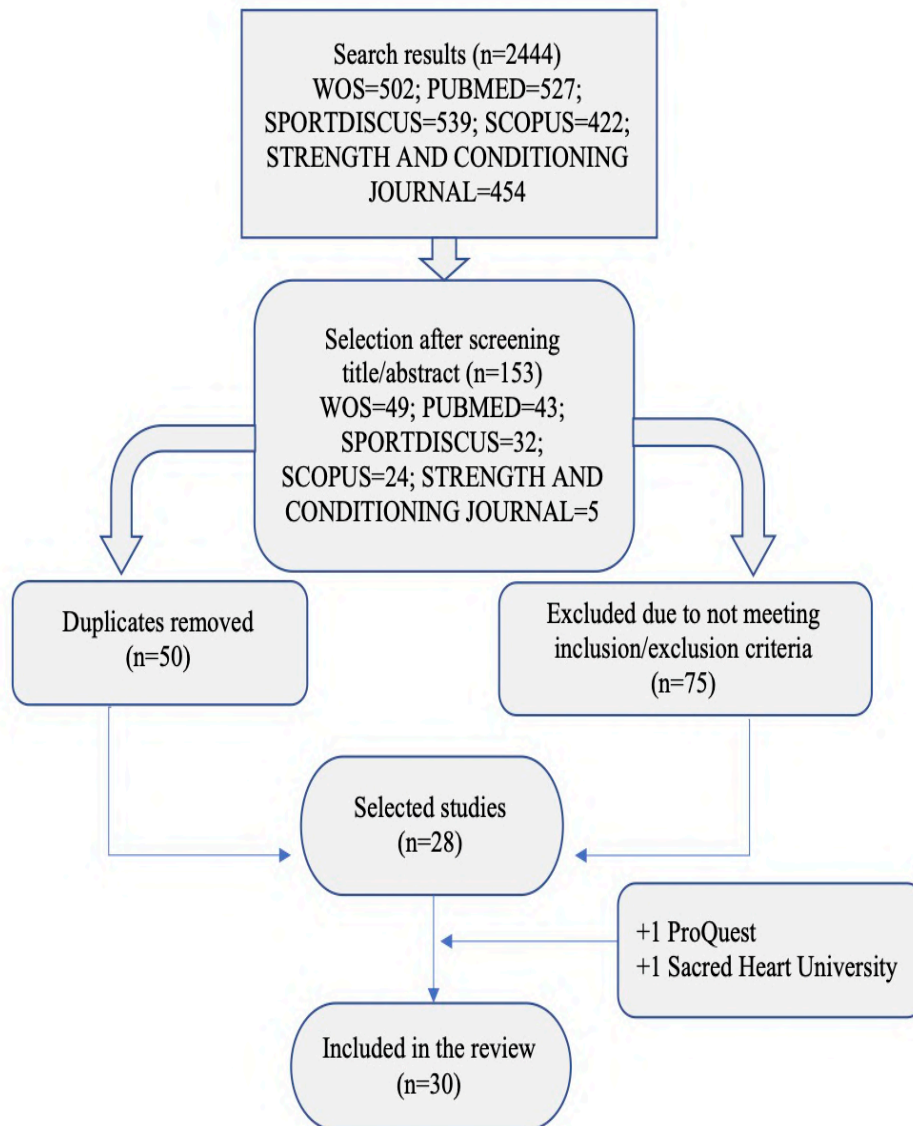 Search results (n=2444)
WOS=502; PUBMED=527;
SPORTDISCUS=539; SCOPUS=422;
STRENGTH AND CONDITIONING
JOURNAL=454
Selection after screening
title/abstract (n=153)
WOS=49; PUBMED=43;
SPORTDISCUS=32;
SCOPUS=24; STRENGTH AND
CONDITIONING JOURNAL=5
Duplicates removed
(n=50)
Excluded due to not meeting
inclusion/exclusion criteria
(n=75)
Selected studies
(n=28)
+1 ProQuest
+1 Sacred Heart University
Included in the review
(n=30)